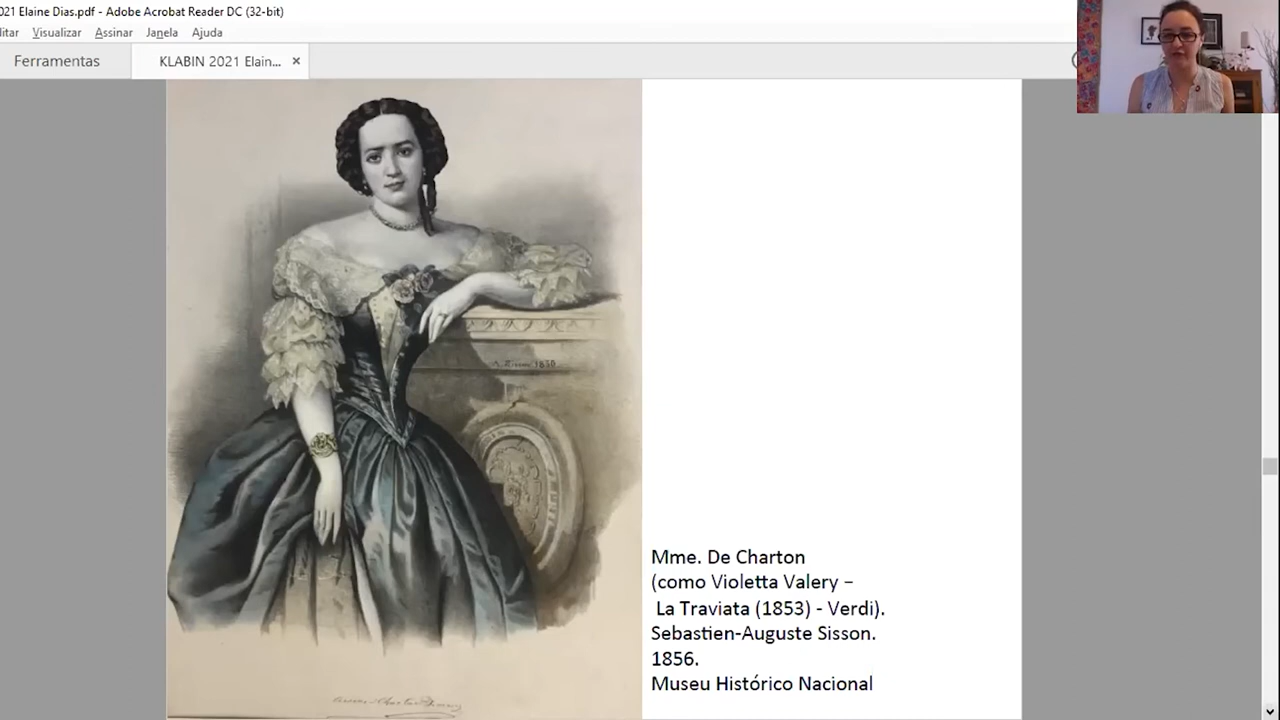 021 Elaine Dias.pdf - Adobe Acrobat Reader DC (32-bit)
itar Visualizar Assinar Janela Ajuda
Ferramentas KLABIN 2021 Elain... ×
1856
Mme. De Charton
(como Violetta Valery –
La Traviata (1853) - Verdi).
Sebastien-Auguste Sisson.
1856.
Museu Histórico Nacional